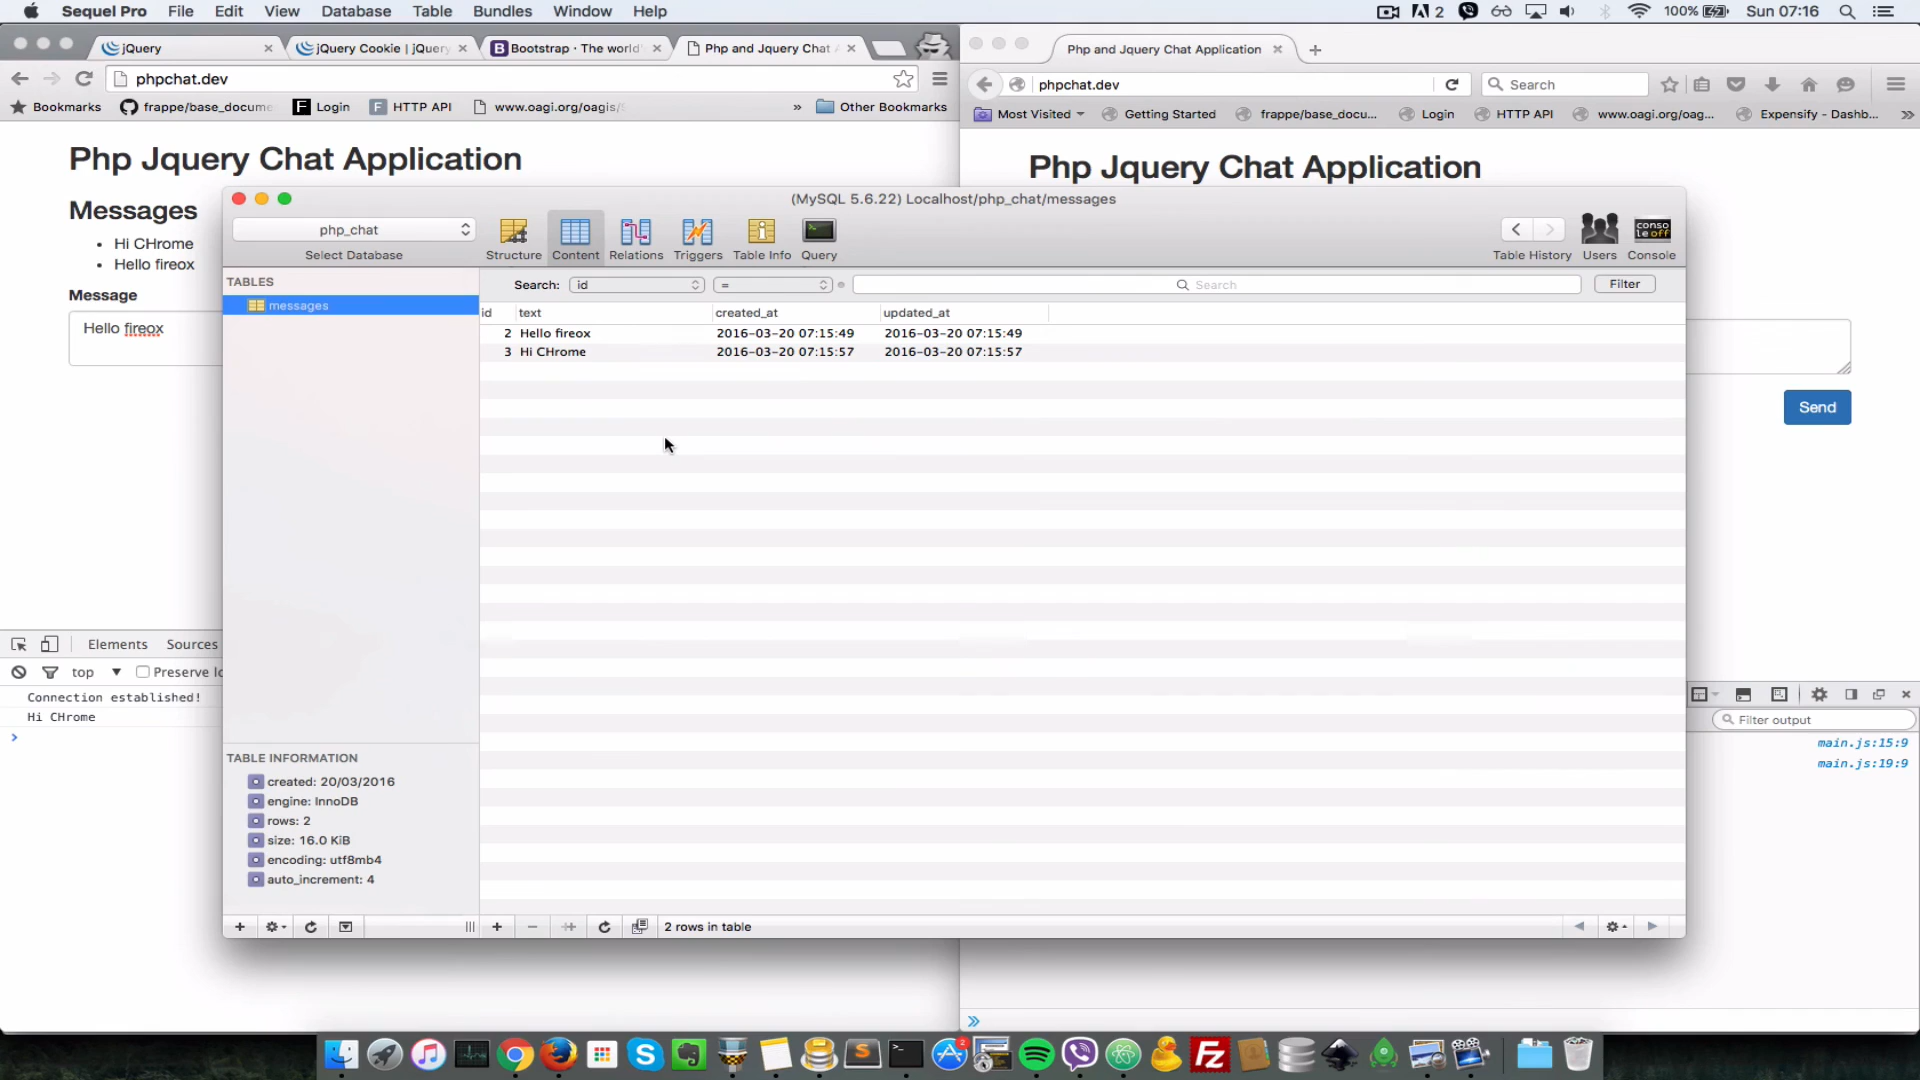 Sequel Pro File Edit View Database Table Bundles Window Help
2 100% Sun 07:16
jQuery
jQuery Cookie | jQuery
Bootstrap · The world'
Php and Jquery Chat A
phpchat.dev
Bookmarks
frappe/base_docume
Login
HTTP API
www.oagi.org/oagis/
»
Other Bookmarks
Php Jquery Chat Application
Messages
• Hi CHrome
• Hello fireox
Message
Hello fireox
Elements Sources
top Preserve lo
Connection established!
Hi CHrome
>
Php and Jquery Chat Application
phpchat.dev
Search
Most Visited
Getting Started
frappe/base_docu...
Login
HTTP API
www.oagi.org/oag...
Expensify - Dashb...
»
Php Jquery Chat Application
Send
Filter output
main.js:15:9
main.js:19:9
»
(MySQL 5.6.22) Localhost/php_chat/messages
php_chat
Select Database
Structure Content Relations Triggers Table Info Query
Table History Users Console
conso
le off
TABLES
messages
Search: id = Search Filter
id text created_at updated_at
2 Hello fireox 2016-03-20 07:15:49 2016-03-20 07:15:49
3 Hi CHrome 2016-03-20 07:15:57 2016-03-20 07:15:57
TABLE INFORMATION
created: 20/03/2016
engine: InnoDB
rows: 2
size: 16.0 KiB
encoding: utf8mb4
auto_increment: 4
2 rows in table
2
Fz